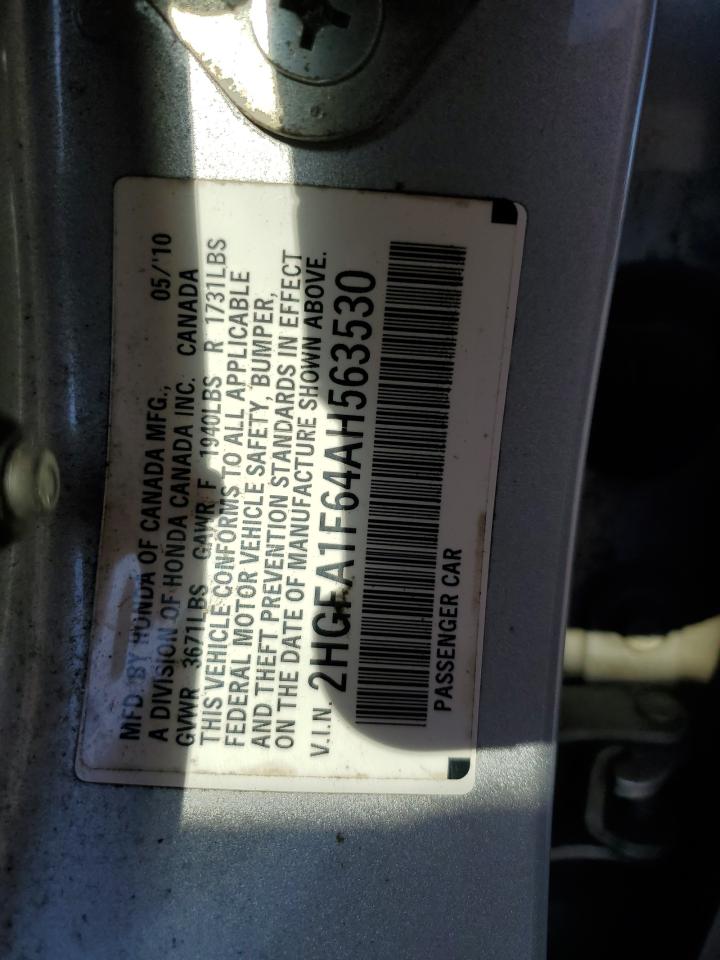 MFD. BY HONDA OF CANADA MFG., 05/'10
A DIVISION OF HONDA CANADA INC. CANADA
GVWR 3671LBS GAWR F 1940LBS R 1731LBS
THIS VEHICLE CONFORMS TO ALL APPLICABLE
FEDERAL MOTOR VEHICLE SAFETY, BUMPER,
AND THEFT PREVENTION STANDARDS IN EFFECT
ON THE DATE OF MANUFACTURE SHOWN ABOVE.
V.I.N. 2HGFA1F64AH563530
PASSENGER CAR